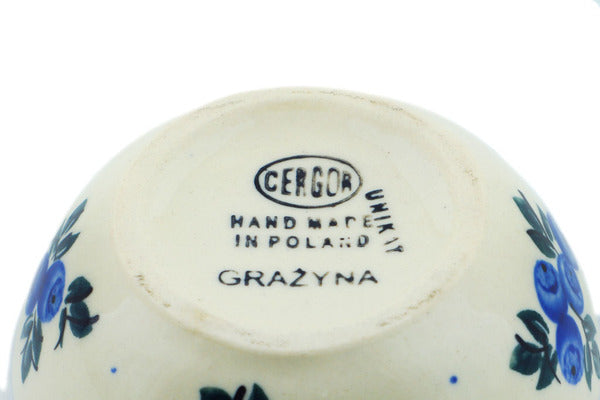 CERGOR
HAND MADE
IN POLAND
UNIKAT
GRAŻYNA